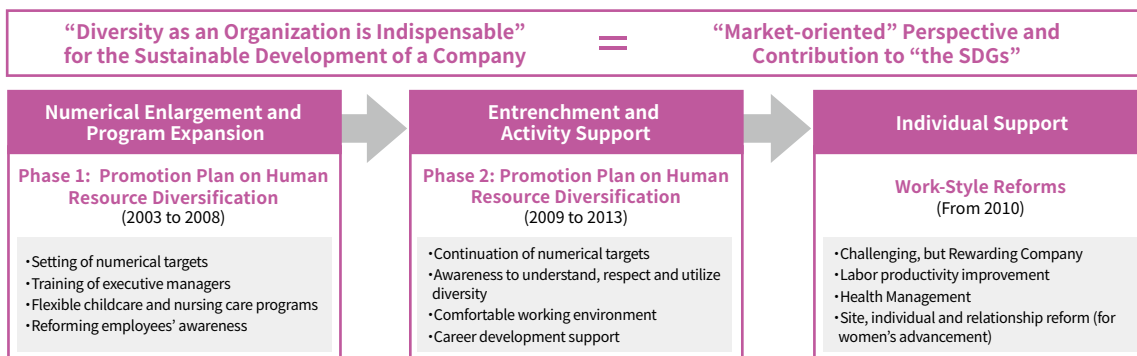 “Diversity as an Organization is Indispensable”
for the Sustainable Development of a Company
=
“Market-oriented” Perspective and
Contribution to “the SDGs”
Numerical Enlargement and
Program Expansion
Phase 1: Promotion Plan on Human
Resource Diversification
(2003 to 2008)
・Setting of numerical targets
・Training of executive managers
・Flexible childcare and nursing care programs
・Reforming employees’ awareness
Entrenchment and
Activity Support
Phase 2: Promotion Plan on Human
Resource Diversification
(2009 to 2013)
・Continuation of numerical targets
・Awareness to understand, respect and utilize
diversity
・Comfortable working environment
・Career development support
Individual Support
Work-Style Reforms
(From 2010)
・Challenging, but Rewarding Company
・Labor productivity improvement
・Health Management
・Site, individual and relationship reform (for
women’s advancement)